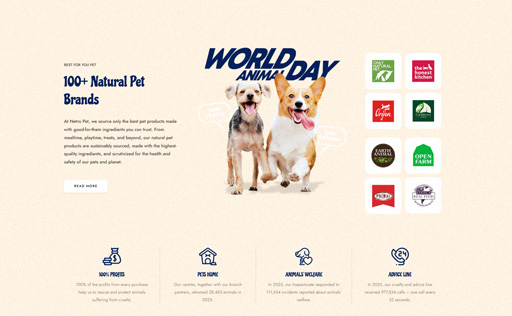 BEST FOR YOU PET
100+ Natural Pet
Brands
At Netro Pet, we source only the best pet products made
with good-for-them ingredients you can trust. From
mealtime, playtime, treats, and beyond, our natural pet
products are sustainably sourced, made with the highest-
quality ingredients, and scrutinized for the health and
safety of our pets and planet.
READ MORE
WORLD
ANIMAL DAY
ONLY
NATURAL
PET
the
honest
kitchen
Orijen
EARTH
ANIMAL
OPEN
FARM
100% PROFITS
100% of the profits from every purchase
help us to rescue and protect animals
suffering from cruelty.
PETS HOME
Our centres, together with our branch
partners, rehomed 28,463 animals in
2023.
ANIMALS WELFARE
In 2023, our Inspectorate responded to
111,654 incidents reported about animals
welfare
ADVICE LINE
In 2023, our cruelty and advice line
received 977,034 calls – one call every
32 seconds.